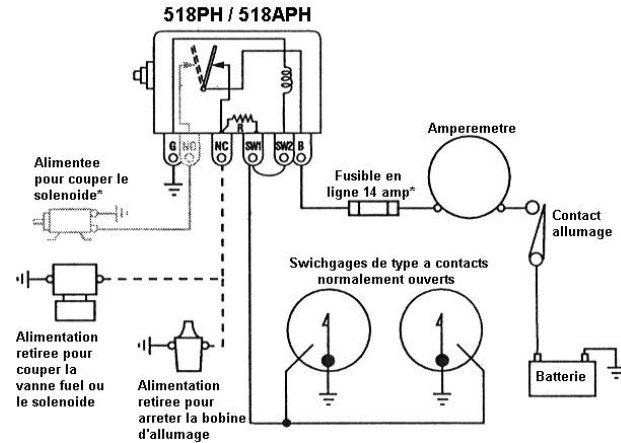 518PH / 518APH
R
G
NO
NC
SW1
SW2
B
Alimentee
pour couper le
solenoide*
Fusible en
ligne 14 amp*
Amperemetre
Contact
allumage
Swichgages de type a contacts
normalement ouverts
Alimentation
retiree pour
couper la
vanne fuel ou
le solenoide
Alimentation
retiree pour
arreter la bobine
d'allumage
Batterie